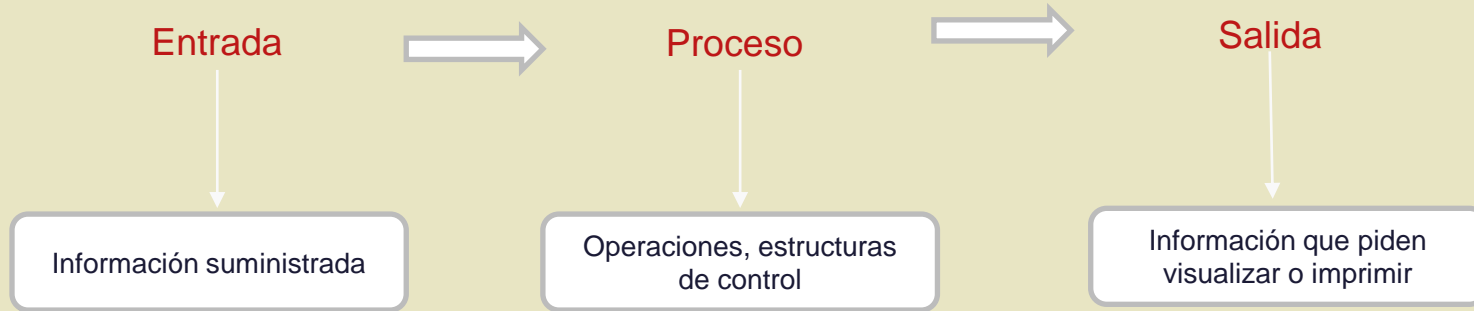 Entrada
Proceso
Salida
Información suministrada
Operaciones, estructuras
de control
Información que piden
visualizar o imprimir